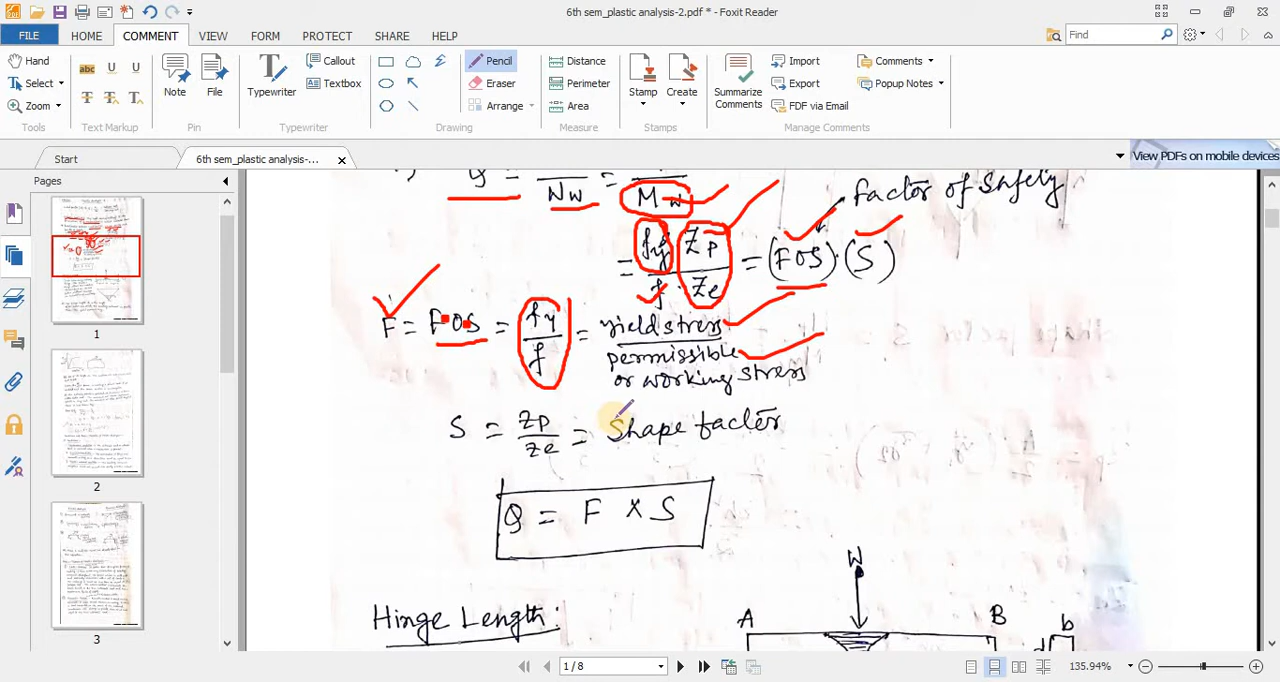 6th sem_plastic analysis-2.pdf * - Foxit Reader
FILE HOME COMMENT VIEW FORM PROTECT SHARE HELP
Find
Hand
Select
Zoom
Tools
Text Markup
Note
File
Pin
Typewriter
Callout
Textbox
Typewriter
Pencil
Eraser
Arrange
Drawing
Distance
Perimeter
Area
Measure
Stamp
Create
Stamps
Summarize
Comments
Import
Export
FDF via Email
Comments
Popup Notes
Manage Comments
Start
6th sem_plastic analysis-...
View PDFs on mobile devices
Pages
1
2
3
Nw = Mw
factor of Safety
= fy Zp / f · Ze = (FOS) · (S)
F = F.O.S = fy / f = yield stress
permissible
or working stress
S = Zp / Ze = Shape factor
Q = F X S
Hinge Length:
W
A B b
d
1 / 8
135.94%